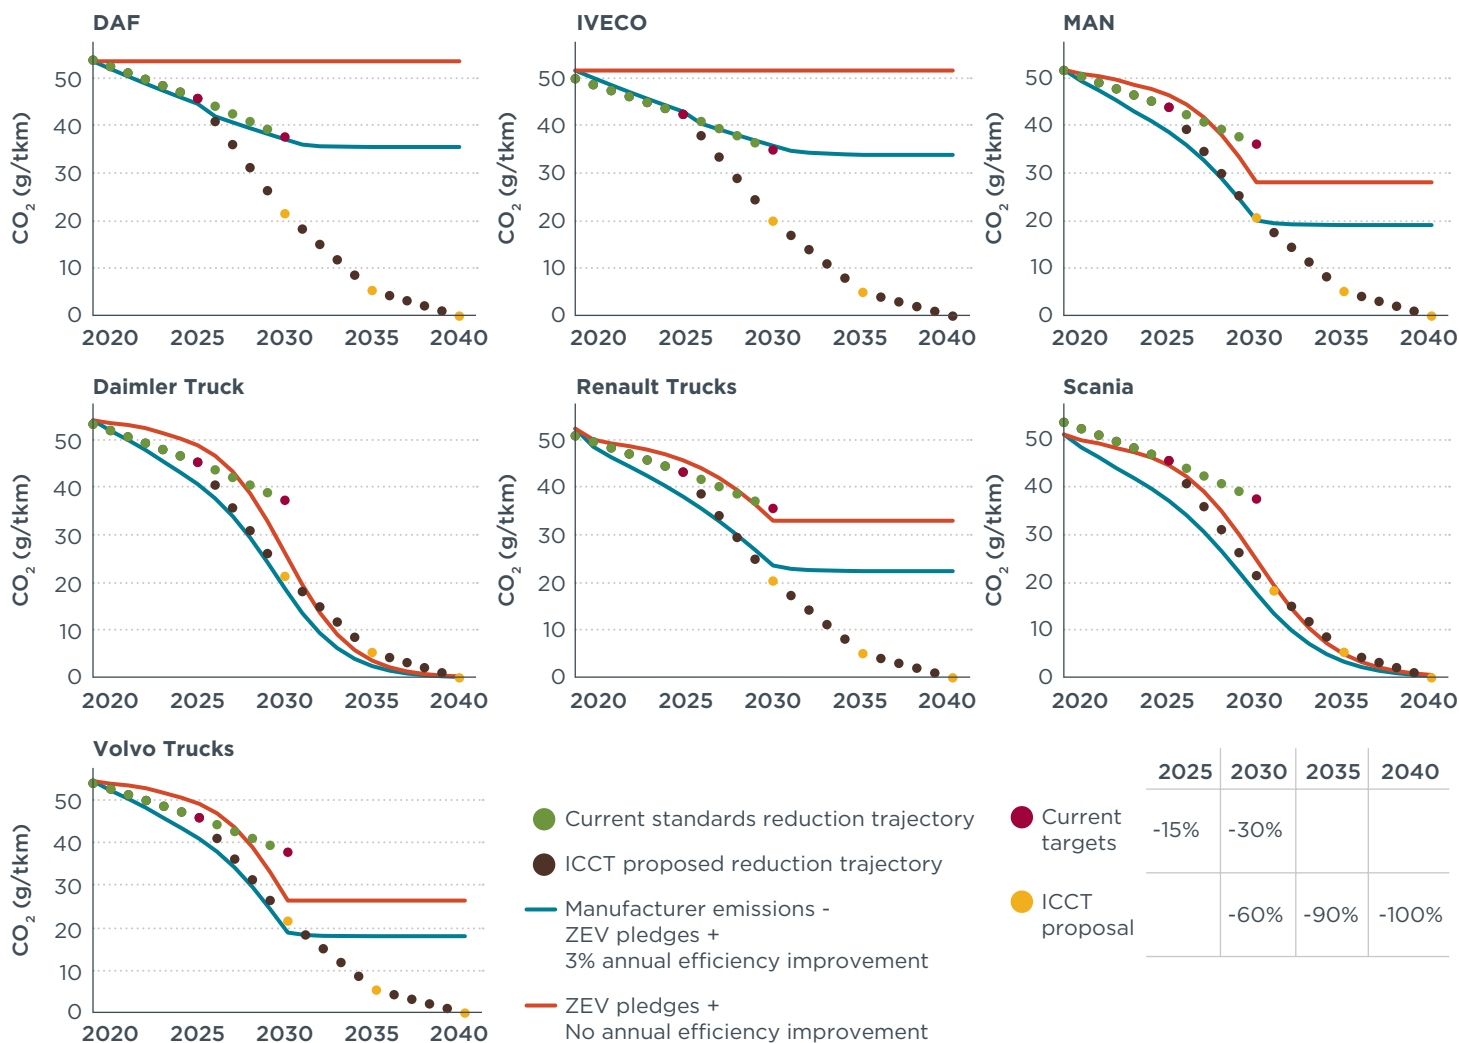 DAF
IVECO
MAN
CO2 (g/tkm)
50
40
30
20
10
0
2020 2025 2030 2035 2040
CO2 (g/tkm)
50
40
30
20
10
0
2020 2025 2030 2035 2040
CO2 (g/tkm)
50
40
30
20
10
0
2020 2025 2030 2035 2040
Daimler Truck
Renault Trucks
Scania
CO2 (g/tkm)
50
40
30
20
10
0
2020 2025 2030 2035 2040
CO2 (g/tkm)
50
40
30
20
10
0
2020 2025 2030 2035 2040
CO2 (g/tkm)
50
40
30
20
10
0
2020 2025 2030 2035 2040
Volvo Trucks
CO2 (g/tkm)
50
40
30
20
10
0
2020 2025 2030 2035 2040
Current standards reduction trajectory
ICCT proposed reduction trajectory
Manufacturer emissions -
ZEV pledges +
3% annual efficiency improvement
ZEV pledges +
No annual efficiency improvement
2025 2030 2035 2040
Current
targets
-15% -30%
ICCT
proposal
-60% -90% -100%